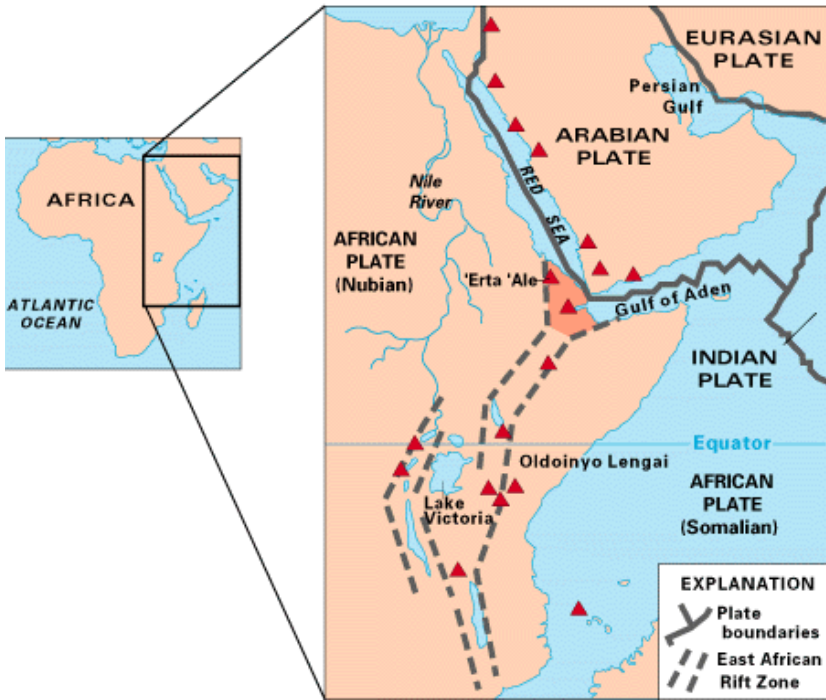 AFRICA
ATLANTIC
OCEAN
EURASIAN
PLATE
Persian
Gulf
ARABIAN
PLATE
RED SEA
Nile
River
AFRICAN
PLATE
(Nubian)
'Erta 'Ale
Gulf of Aden
INDIAN
PLATE
Equator
Oldoinyo Lengai
Lake
Victoria
AFRICAN
PLATE
(Somalian)
EXPLANATION
Plate
boundaries
East African
Rift Zone